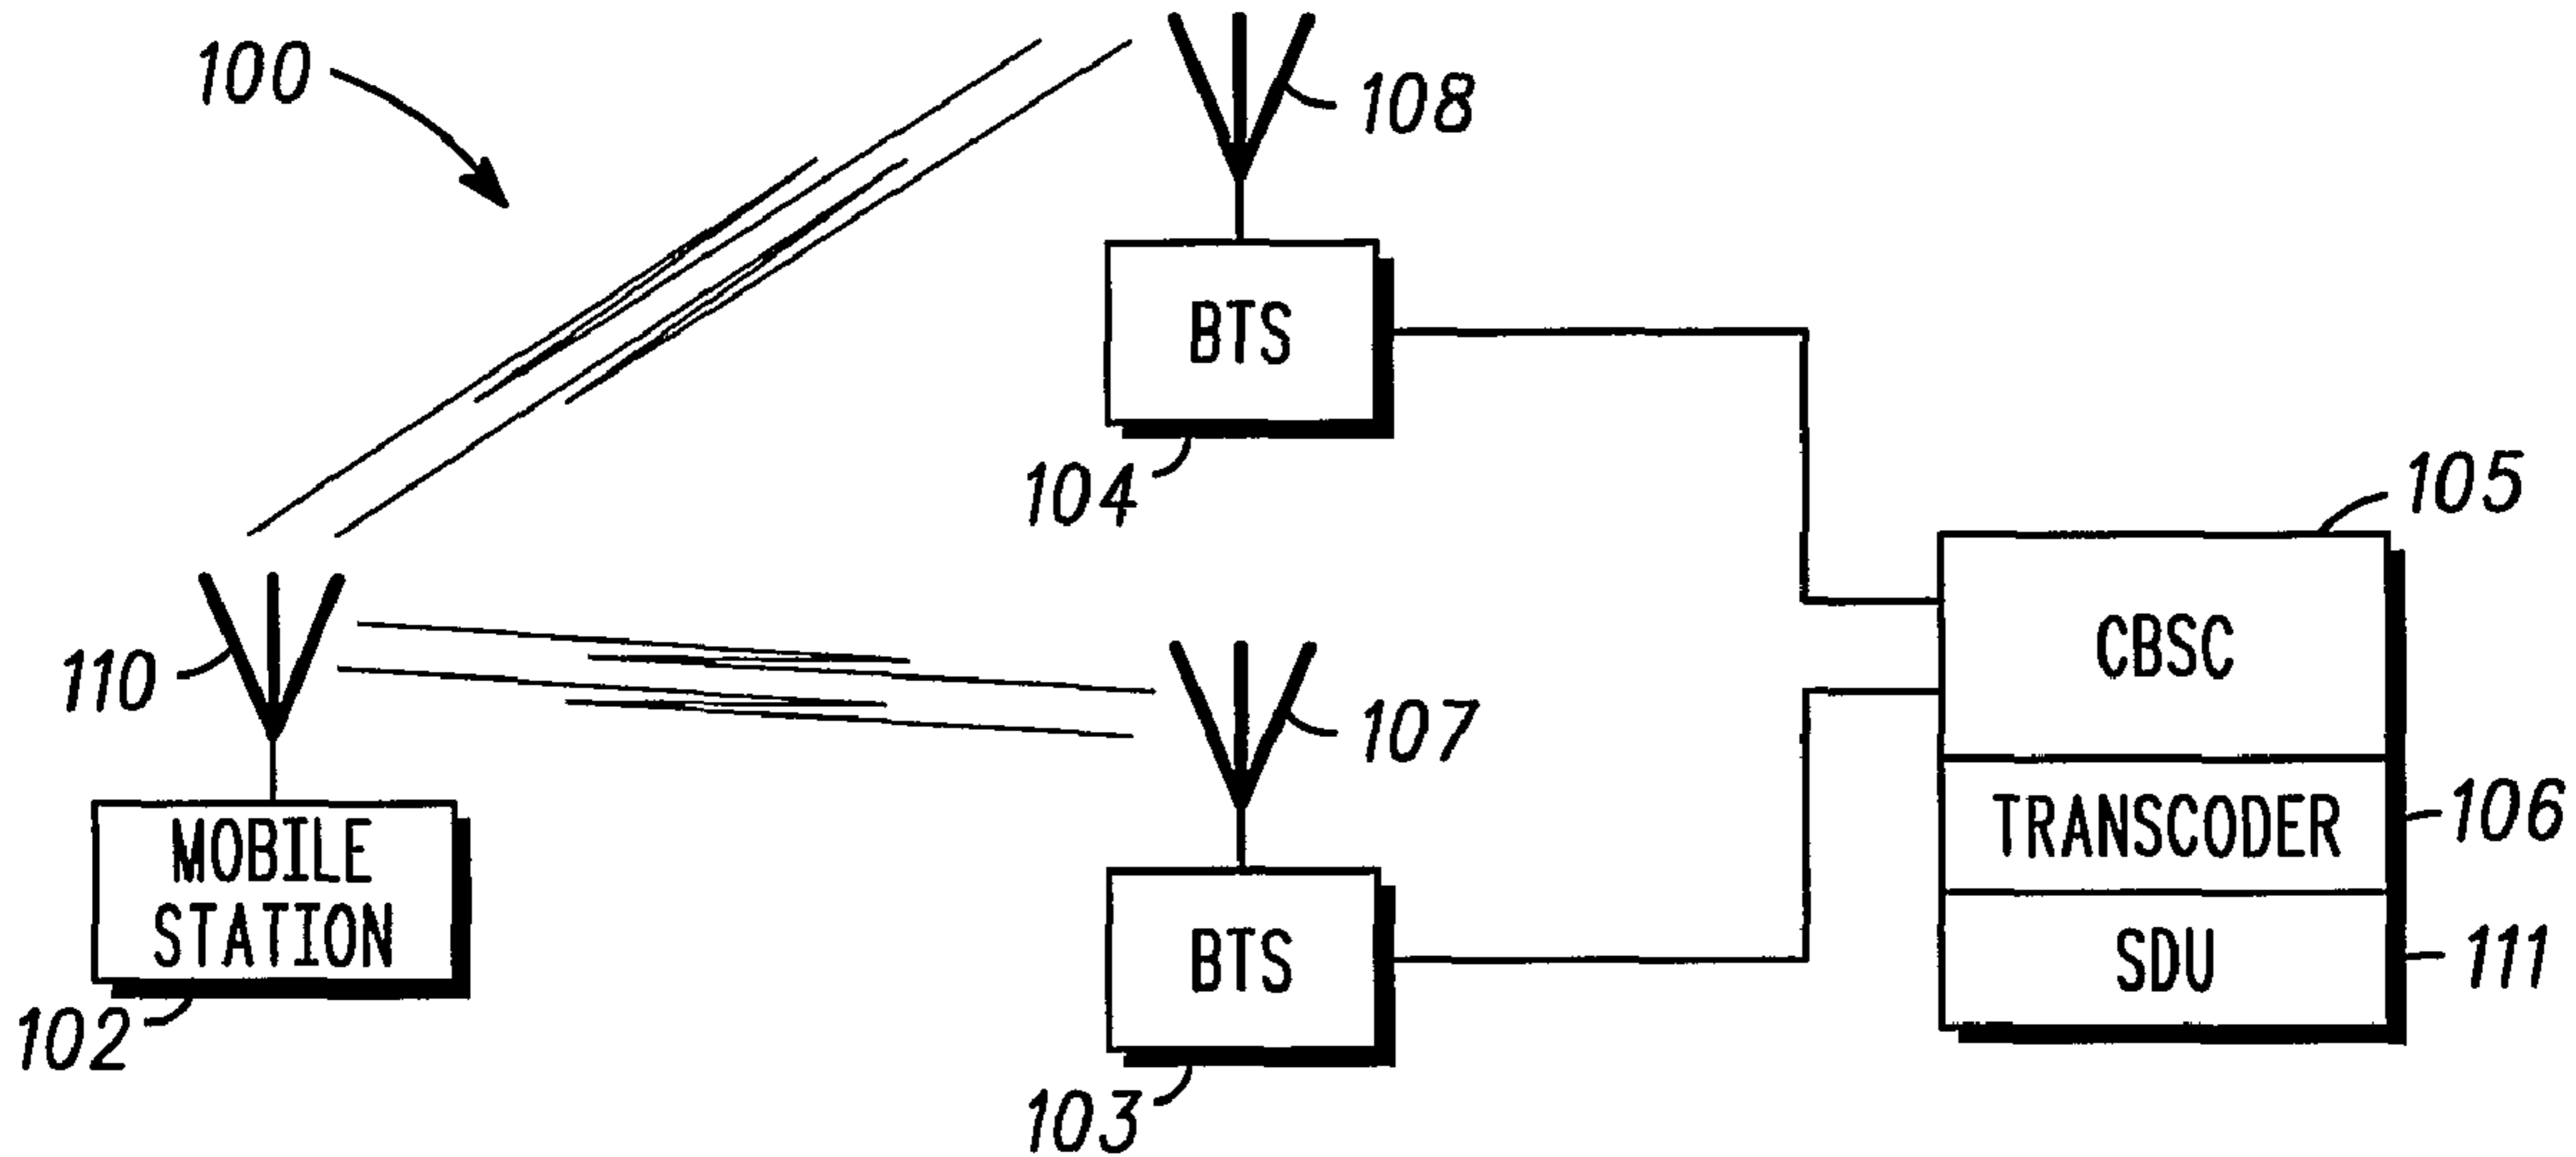 100
108
BTS
104
105
CBSC
110
107
TRANSCODER
106
MOBILE
STATION
BTS
SDU
111
102
103